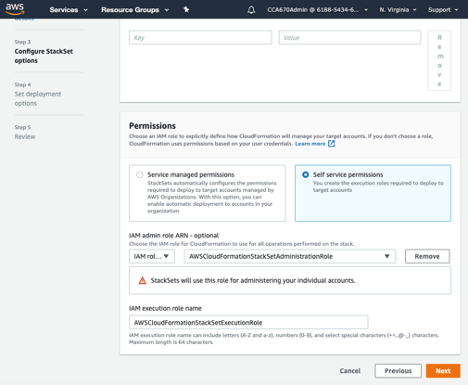 aws
Services
Resource Groups
CCA670Admin @ 6188-5434-6...
N. Virginia
Support
Step 3
Configure StackSet
options
Step 4
Set deployment
options
Step 5
Review
Key
Value
Remove
Permissions
Choose an IAM role to explicitly define how CloudFormation will manage your target accounts. If you don't choose a role,
CloudFormation uses permissions based on your user credentials. Learn more
Service managed permissions
StackSets automatically configures the permissions
required to deploy to target accounts managed by
AWS Organizations. With this option, you can
enable automatic deployment to accounts in your
organization
Self service permissions
You create the execution roles required to deploy to
target accounts
IAM admin role ARN - optional
Choose the IAM role for CloudFormation to use for all operations performed on the stack.
IAM rol...
AWSCloudFormationStackSetAdministrationRole
Remove
StackSets will use this role for administering your individual accounts.
IAM execution role name
AWSCloudFormationStackSetExecutionRole
IAM execution role name can include letters (A-Z and a-z), numbers (0-9), and select special characters (+=,.@-_) characters.
Maximum length is 64 characters.
Cancel
Previous
Next